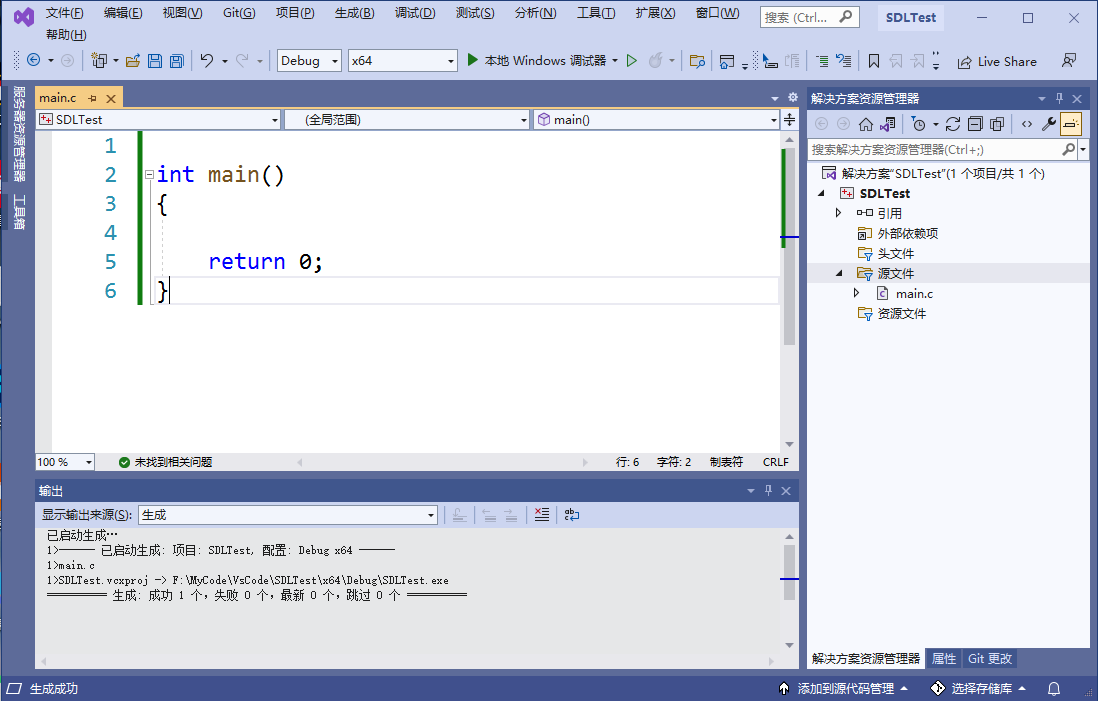 文件(F) 编辑(E) 视图(V) Git(G) 项目(P) 生成(B) 调试(D) 测试(S) 分析(N) 工具(T) 扩展(X) 窗口(W) 搜索 (Ctrl... SDLTest
帮助(H)
Debug x64 本地 Windows 调试器 Live Share
服务器资源管理器
工具箱
main.c
SDLTest (全局范围) main()
1
2 int main()
3 {
4
5 return 0;
6 }
100 % 未找到相关问题 行: 6 字符: 2 制表符 CRLF
输出
显示输出来源(S): 生成
已启动生成…
1>------ 已启动生成: 项目: SDLTest, 配置: Debug x64 ------
1>main.c
1>SDLTest.vcxproj -> F:\MyCode\VsCode\SDLTest\x64\Debug\SDLTest.exe
========== 生成: 成功 1 个，失败 0 个，最新 0 个，跳过 0 个 ==========
解决方案资源管理器
搜索解决方案资源管理器(Ctrl+;)
解决方案"SDLTest"(1 个项目/共 1 个)
SDLTest
引用
外部依赖项
头文件
源文件
main.c
资源文件
解决方案资源管理器 属性 Git 更改
生成成功 添加到源代码管理 选择存储库